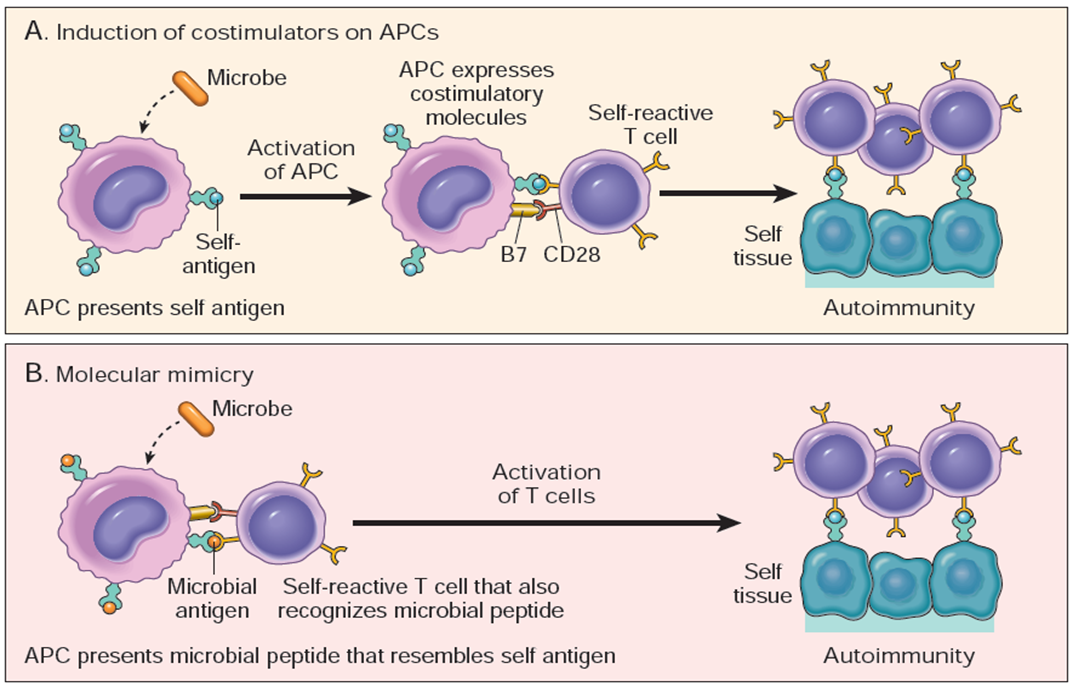 A. Induction of costimulators on APCs
Microbe
APC expresses
costimulatory
molecules
Self-reactive
T cell
Activation
of APC
Self-
antigen
B7 CD28
Self
tissue
APC presents self antigen
Autoimmunity
B. Molecular mimicry
Microbe
Activation
of T cells
Microbial
antigen
Self-reactive T cell that also
recognizes microbial peptide
Self
tissue
APC presents microbial peptide that resembles self antigen
Autoimmunity